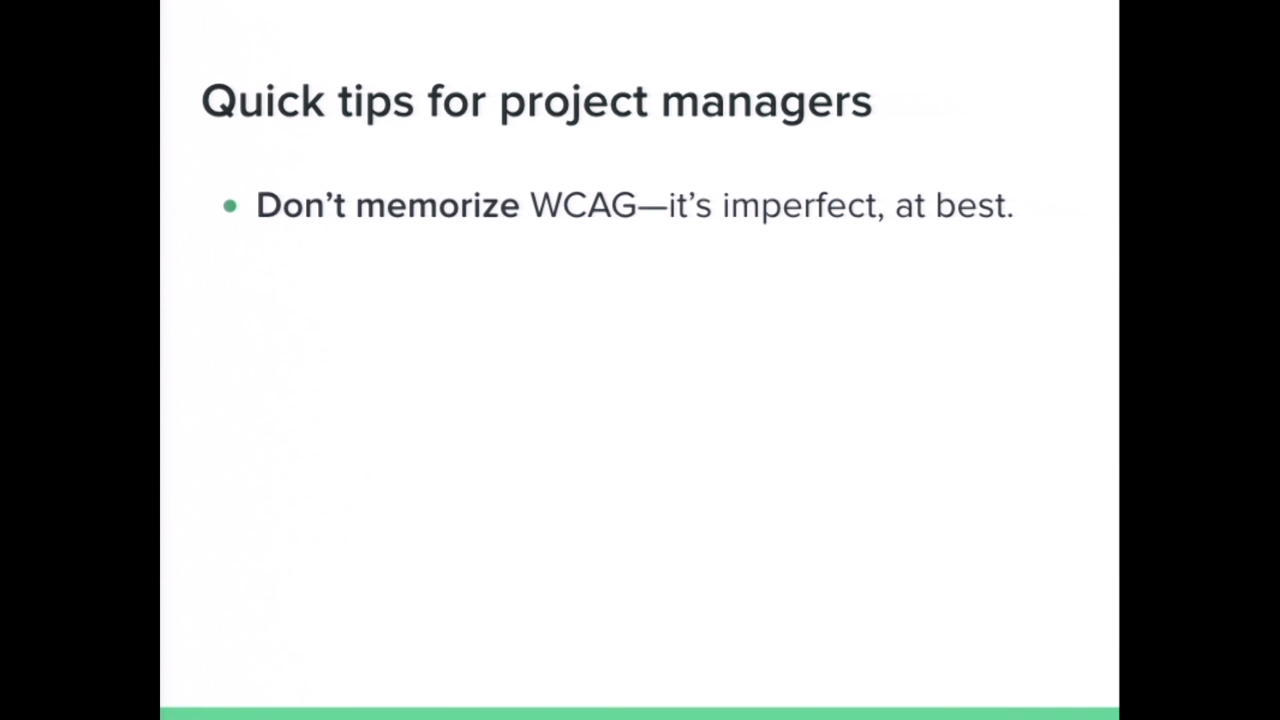 Quick tips for project managers
• Don’t memorize WCAG—it’s imperfect, at best.